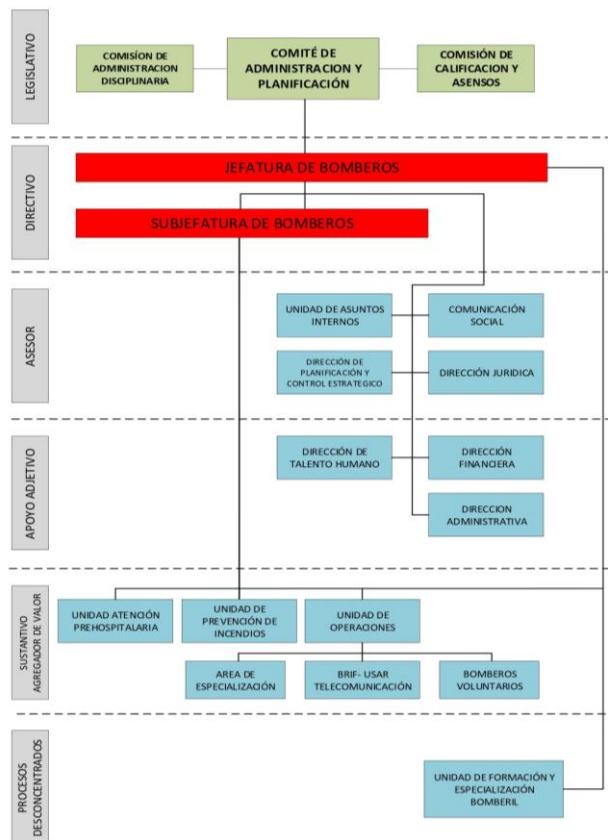 LEGISLATIVO
COMISÍON DE
ADMINISTRACION
DISCIPLINARIA
COMITÉ DE
ADMINISTRACION Y
PLANIFICACIÓN
COMISIÓN DE
CALIFICACION Y
ASENSOS
DIRECTIVO
JEFATURA DE BOMBEROS
SUBJEFATURA DE BOMBEROS
ASESOR
UNIDAD DE ASUNTOS
INTERNOS
COMUNICACIÓN
SOCIAL
DIRECCIÓN DE
PLANIFICACIÓN Y
CONTROL ESTRATEGICO
DIRECCIÓN JURIDICA
APOYO ADJETIVO
DIRECCIÓN DE
TALENTO HUMANO
DIRECCIÓN
FINANCIERA
DIRECCION
ADMINISTRATIVA
SUSTANTIVO
AGREGADOR DE VALOR
UNIDAD ATENCIÓN
PREHOSPITALARIA
UNIDAD DE
PREVENCIÓN DE
INCENDIOS
UNIDAD DE
OPERACIONES
AREA DE
ESPECIALIZACIÓN
BRIF- USAR
TELECOMUNICACIÓN
BOMBEROS
VOLUNTARIOS
PROCESOS
DESCONCENTRADOS
UNIDAD DE FORMACIÓN Y
ESPECIALIZACIÓN
BOMBERIL